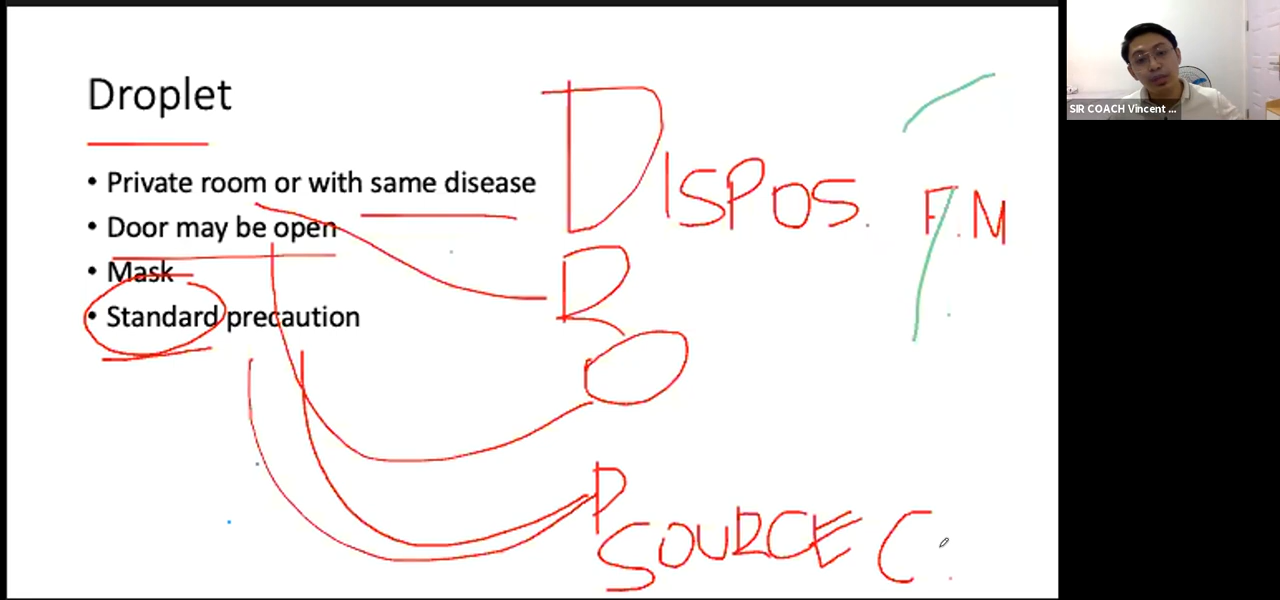 Droplet
• Private room or with same disease
• Door may be open
• Mask
• Standard precaution
DISPOS.
F.M
R
O
P
SOURCE C
SIR COACH Vincent ...